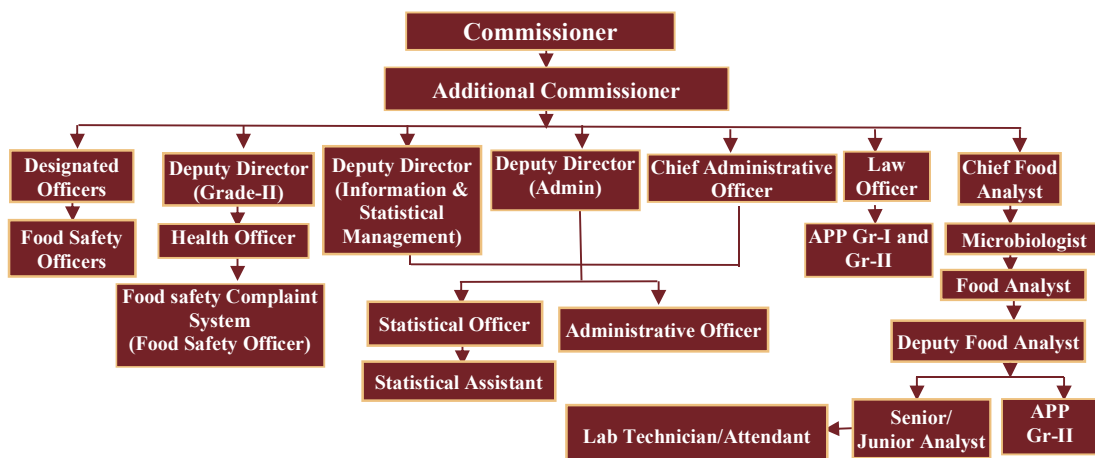 Commissioner
Additional Commissioner
Designated
Officers
Deputy Director
(Grade-II)
Deputy Director
(Information &
Statistical
Management)
Deputy Director
(Admin)
Chief Administrative
Officer
Law
Officer
Chief Food
Analyst
Food Safety
Officers
Health Officer
APP Gr-I and
Gr-II
Microbiologist
Food safety Complaint
System
(Food Safety Officer)
Food Analyst
Statistical Officer
Administrative Officer
Deputy Food Analyst
Statistical Assistant
Lab Technician/Attendant
Senior/
Junior Analyst
APP
Gr-II